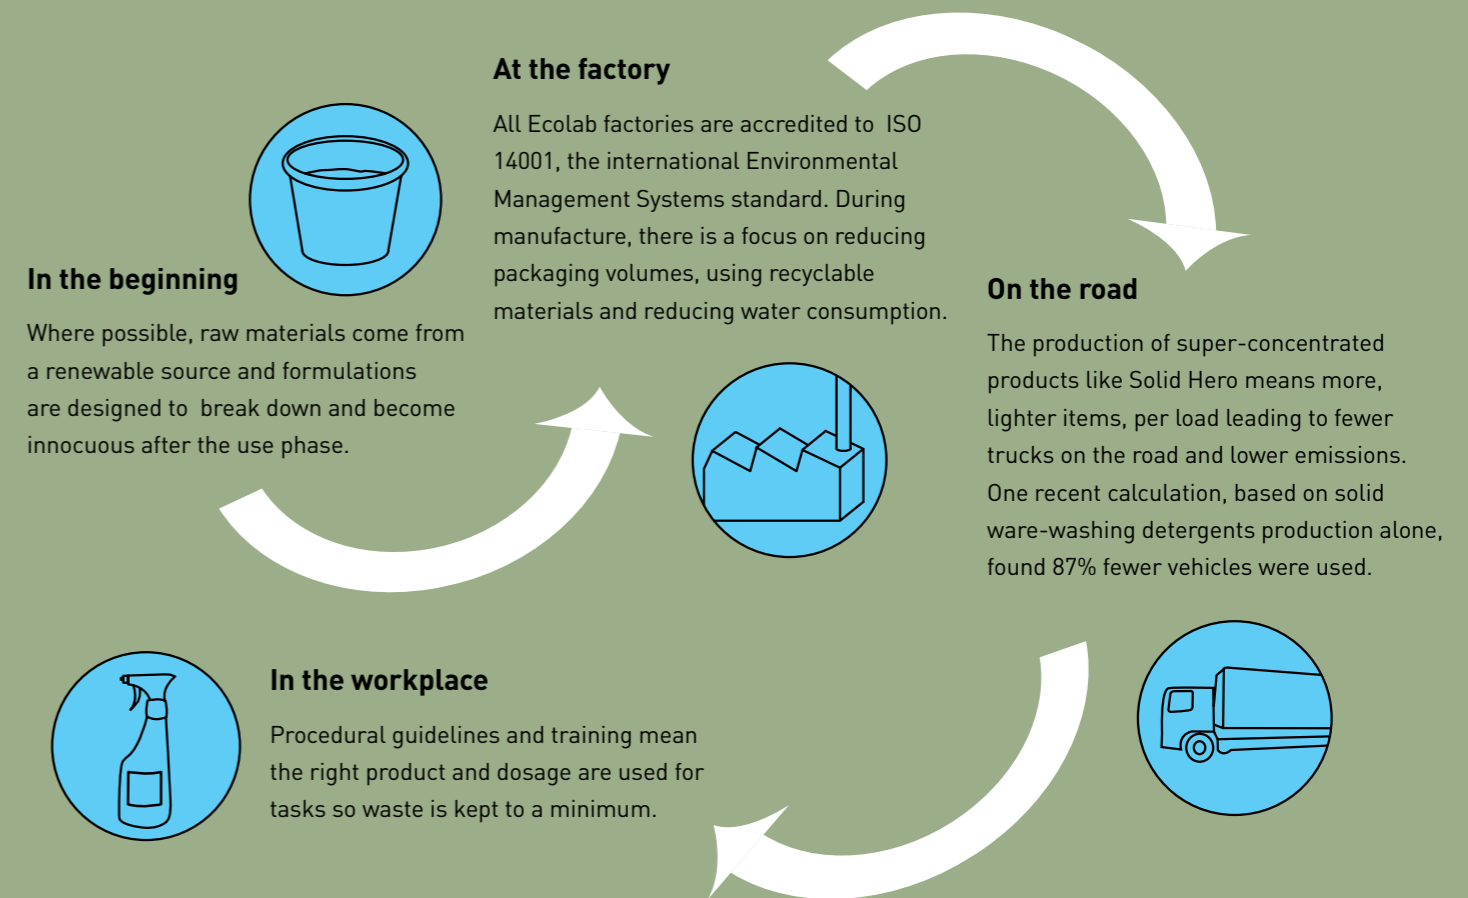 In the beginning
Where possible, raw materials come from
a renewable source and formulations
are designed to break down and become
innocuous after the use phase.
At the factory
All Ecolab factories are accredited to ISO
14001, the international Environmental
Management Systems standard. During
manufacture, there is a focus on reducing
packaging volumes, using recyclable
materials and reducing water consumption.
On the road
The production of super-concentrated
products like Solid Hero means more,
lighter items, per load leading to fewer
trucks on the road and lower emissions.
One recent calculation, based on solid
ware-washing detergents production alone,
found 87% fewer vehicles were used.
In the workplace
Procedural guidelines and training mean
the right product and dosage are used for
tasks so waste is kept to a minimum.